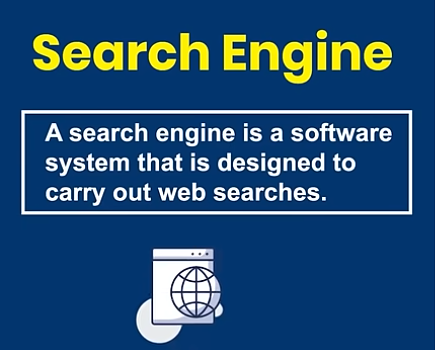 Search Engine
A search engine is a software
system that is designed to
carry out web searches.